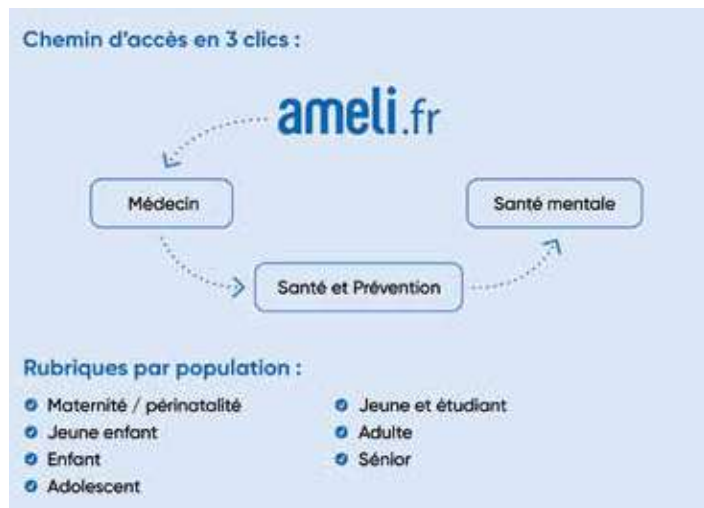 Chemin d'accès en 3 clics :
ameli.fr
Médecin
Santé mentale
Santé et Prévention
Rubriques par population :
Maternité / périnatalité
Jeune enfant
Enfant
Adolescent
Jeune et étudiant
Adulte
Sénior